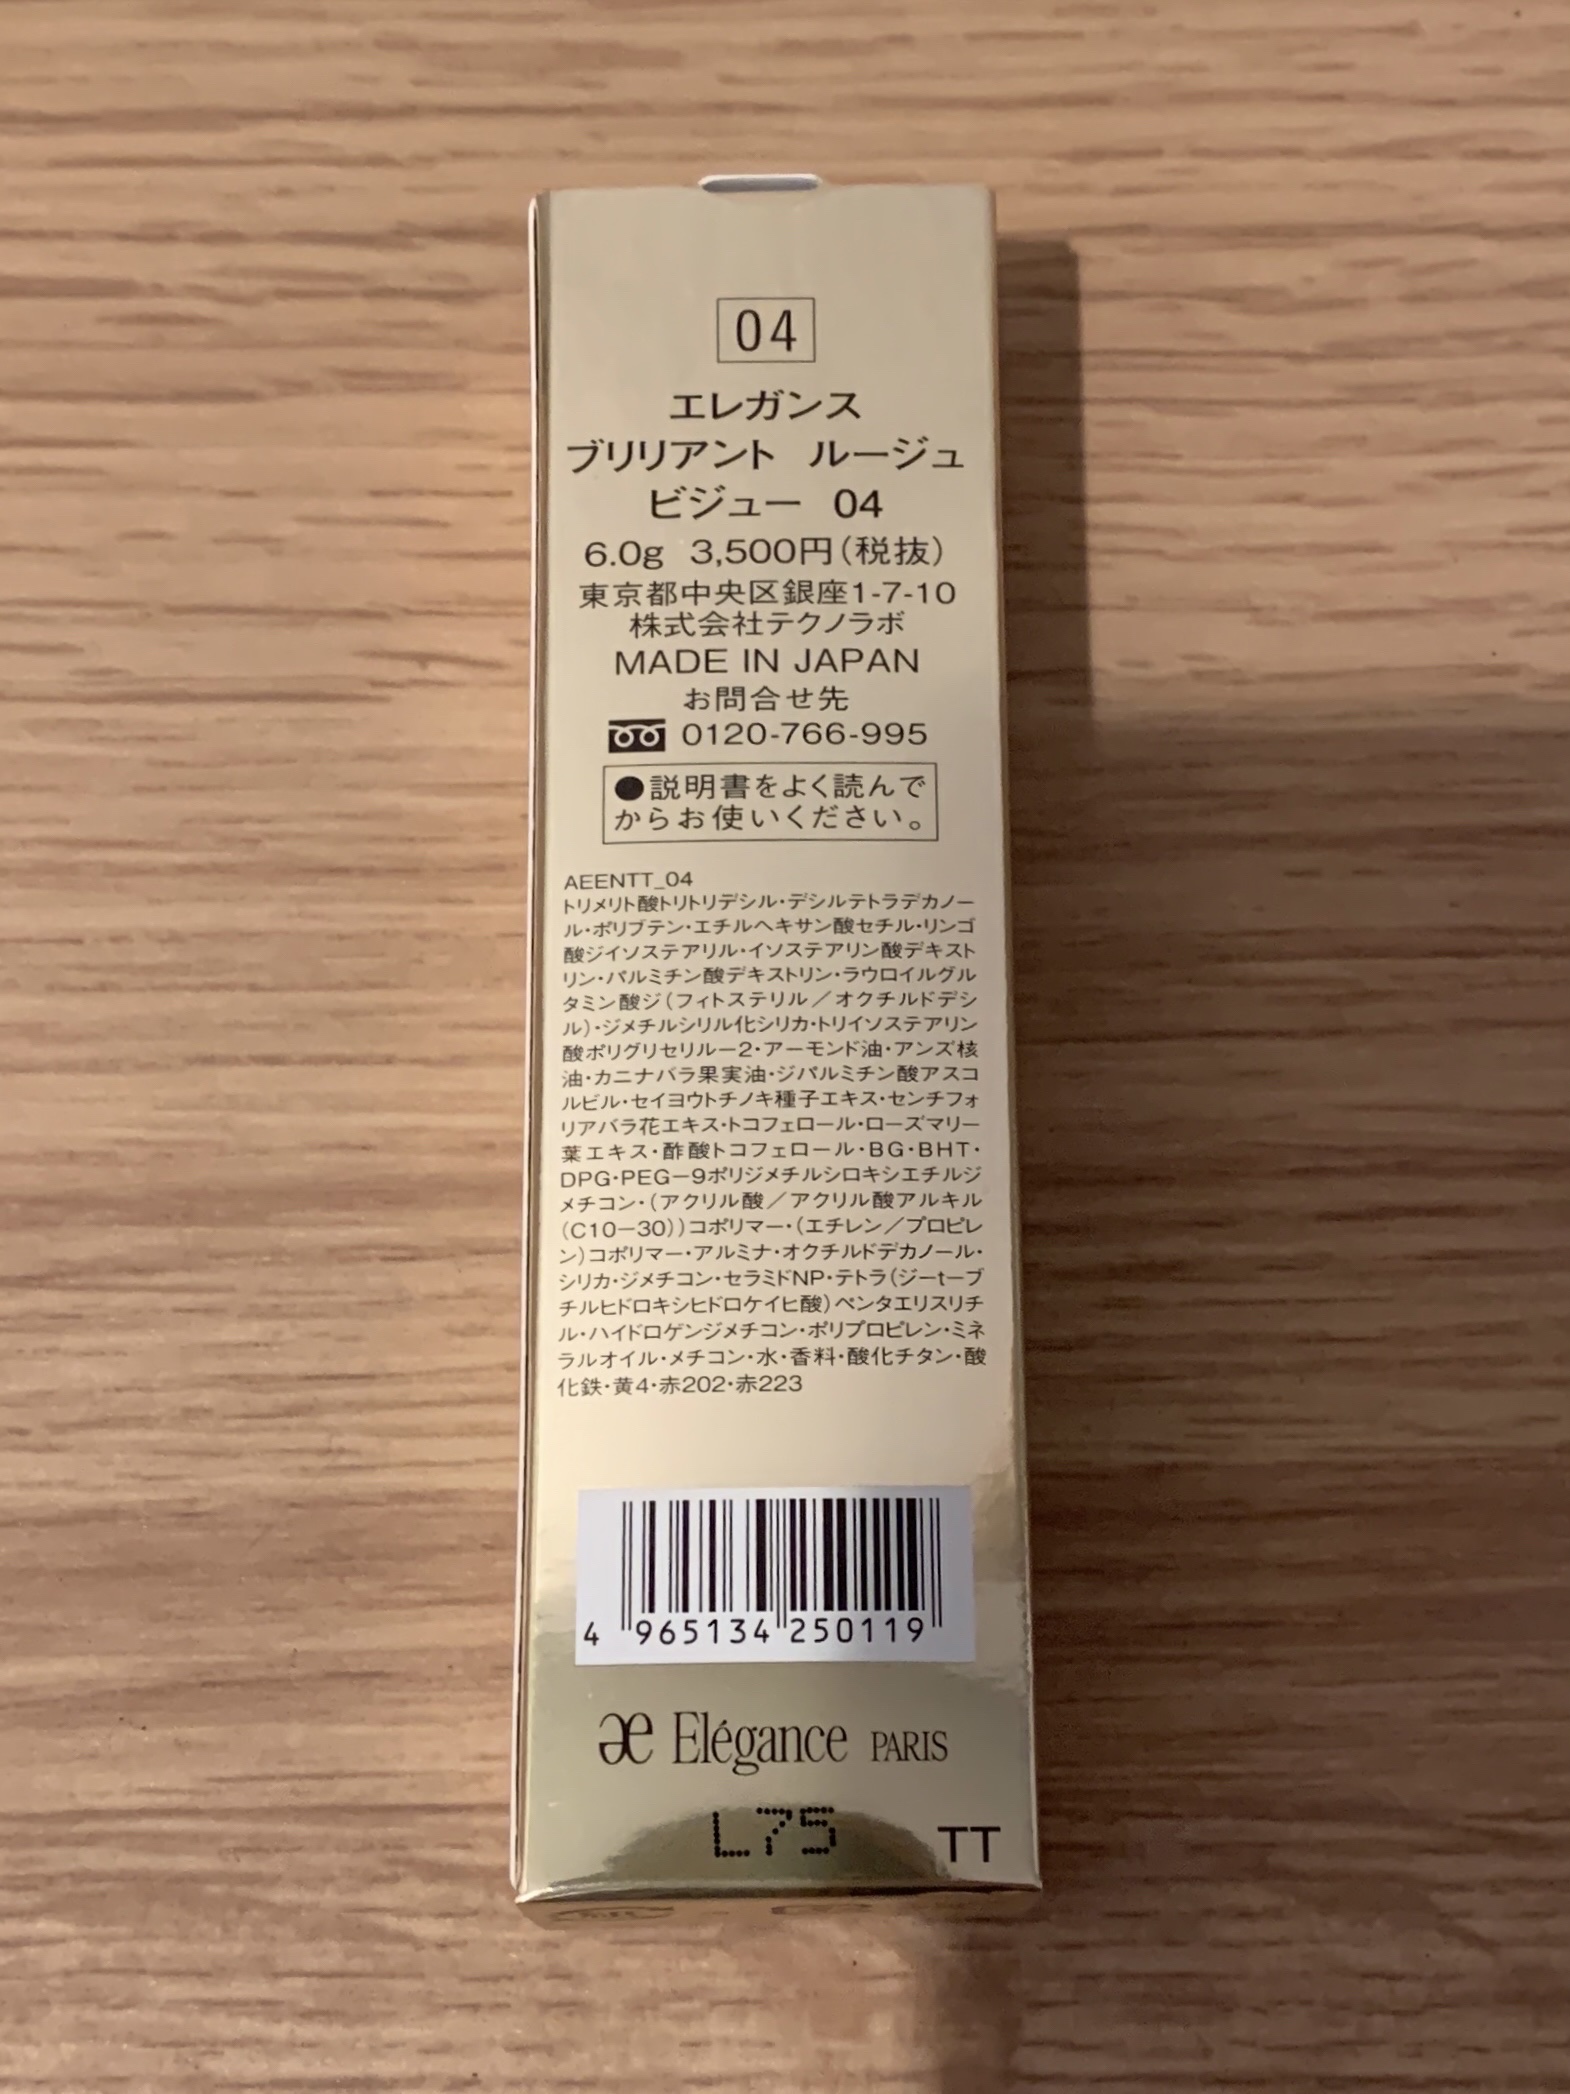 04
エレガンス
ブリリアント ルージュ
ビジュー 04
6.0g 3,500円(税抜)
東京都中央区銀座1-7-10
株式会社テクノラボ
MADE IN JAPAN
お問合せ先
0120-766-995
●説明書をよく読んで
からお使いください。
AEENTT_04
トリメリト酸トリトリデシル・デシルテトラデカノー
ル・ポリブテン・エチルヘキサン酸セチル・リンゴ
酸ジイソステアリル・イソステアリン酸デキスト
リン・パルミチン酸デキストリン・ラウロイルグル
タミン酸ジ(フィトステリル/オクチルドデシ
ル)・ジメチルシリル化シリカ・トリイソステアリン
酸ポリグリセリル-2・アーモンド油・アンズ核
油・カニナバラ果実油・ジパルミチン酸アスコ
ルビル・セイヨウトチノキ種子エキス・センチフォ
リアバラ花エキス・トコフェロール・ローズマリー
葉エキス・酢酸トコフェロール・BG・BHT・
DPG・PEG-9ポリジメチルシロキシエチルジ
メチコン・(アクリル酸/アクリル酸アルキル
(C10-30))コポリマー・(エチレン/プロピレ
ン)コポリマー・アルミナ・オクチルドデカノール・
シリカ・ジメチコン・セラミドNP・テトラ(ジ-t-ブ
チルヒドロキシヒドロケイヒ酸)ペンタエリスリチ
ル・ハイドロゲンジメチコン・ポリプロピレン・ミネ
ラルオイル・メチコン・水・香料・酸化チタン・酸
化鉄・黄4・赤202・赤223
4 965134 250119
æ Elégance PARIS
L75
TT